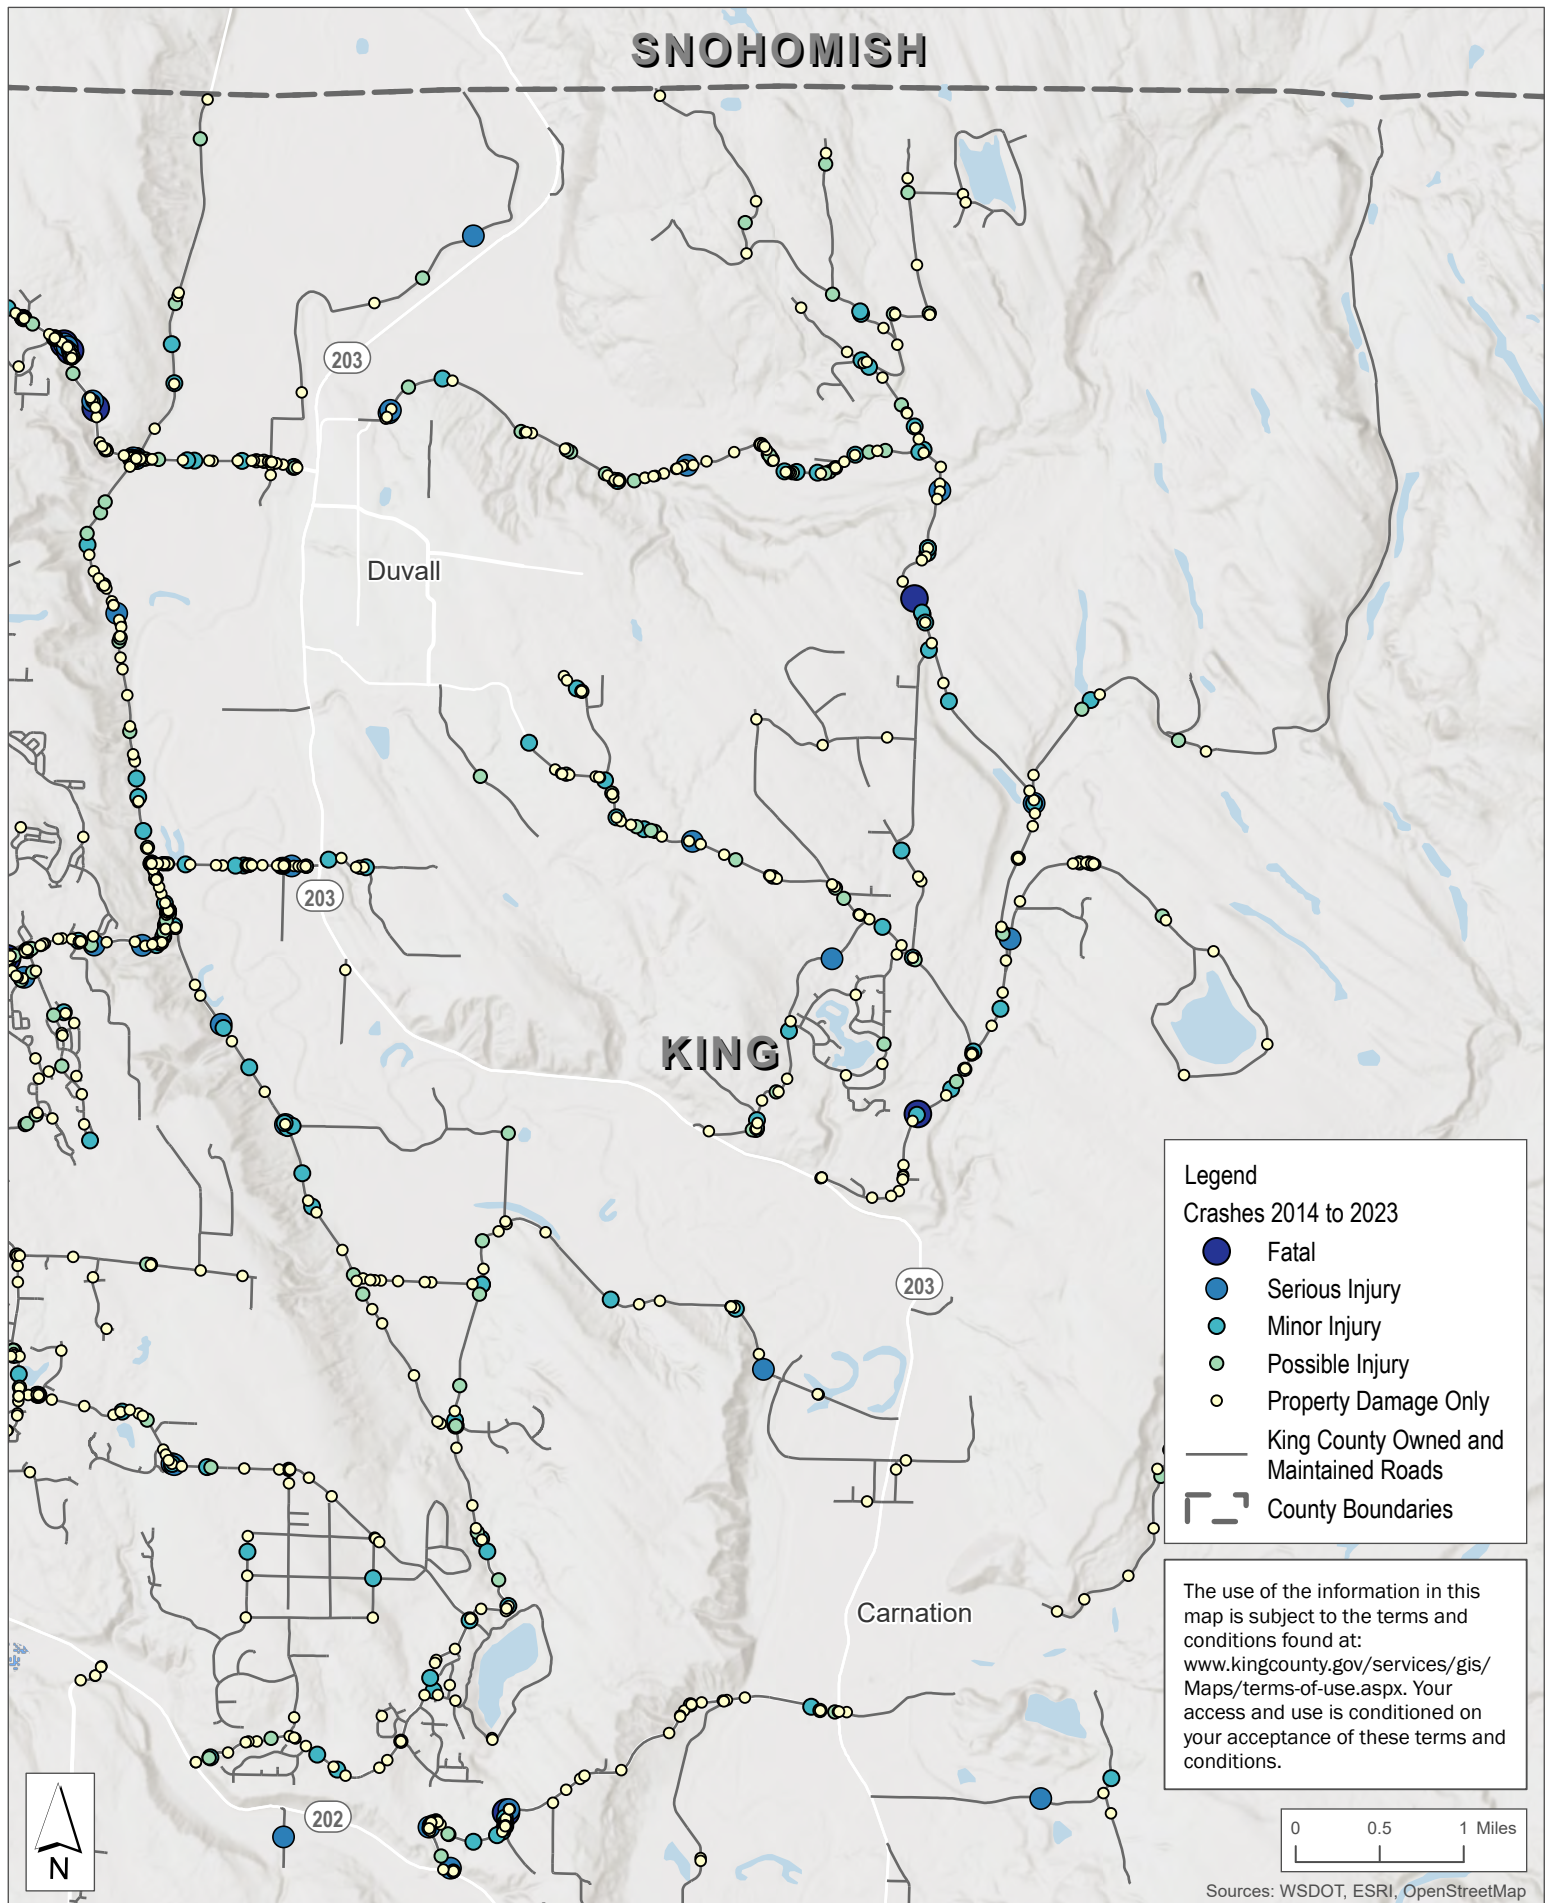 SNOHOMISH
203
Duvall
203
KING
203
Carnation
202
N
Legend
Crashes 2014 to 2023
Fatal
Serious Injury
Minor Injury
Possible Injury
Property Damage Only
King County Owned and
Maintained Roads
County Boundaries
The use of the information in this
map is subject to the terms and
conditions found at:
www.kingcounty.gov/services/gis/
Maps/terms-of-use.aspx. Your
access and use is conditioned on
your acceptance of these terms and
conditions.
0 0.5 1 Miles
Sources: WSDOT, ESRI, OpenStreetMap